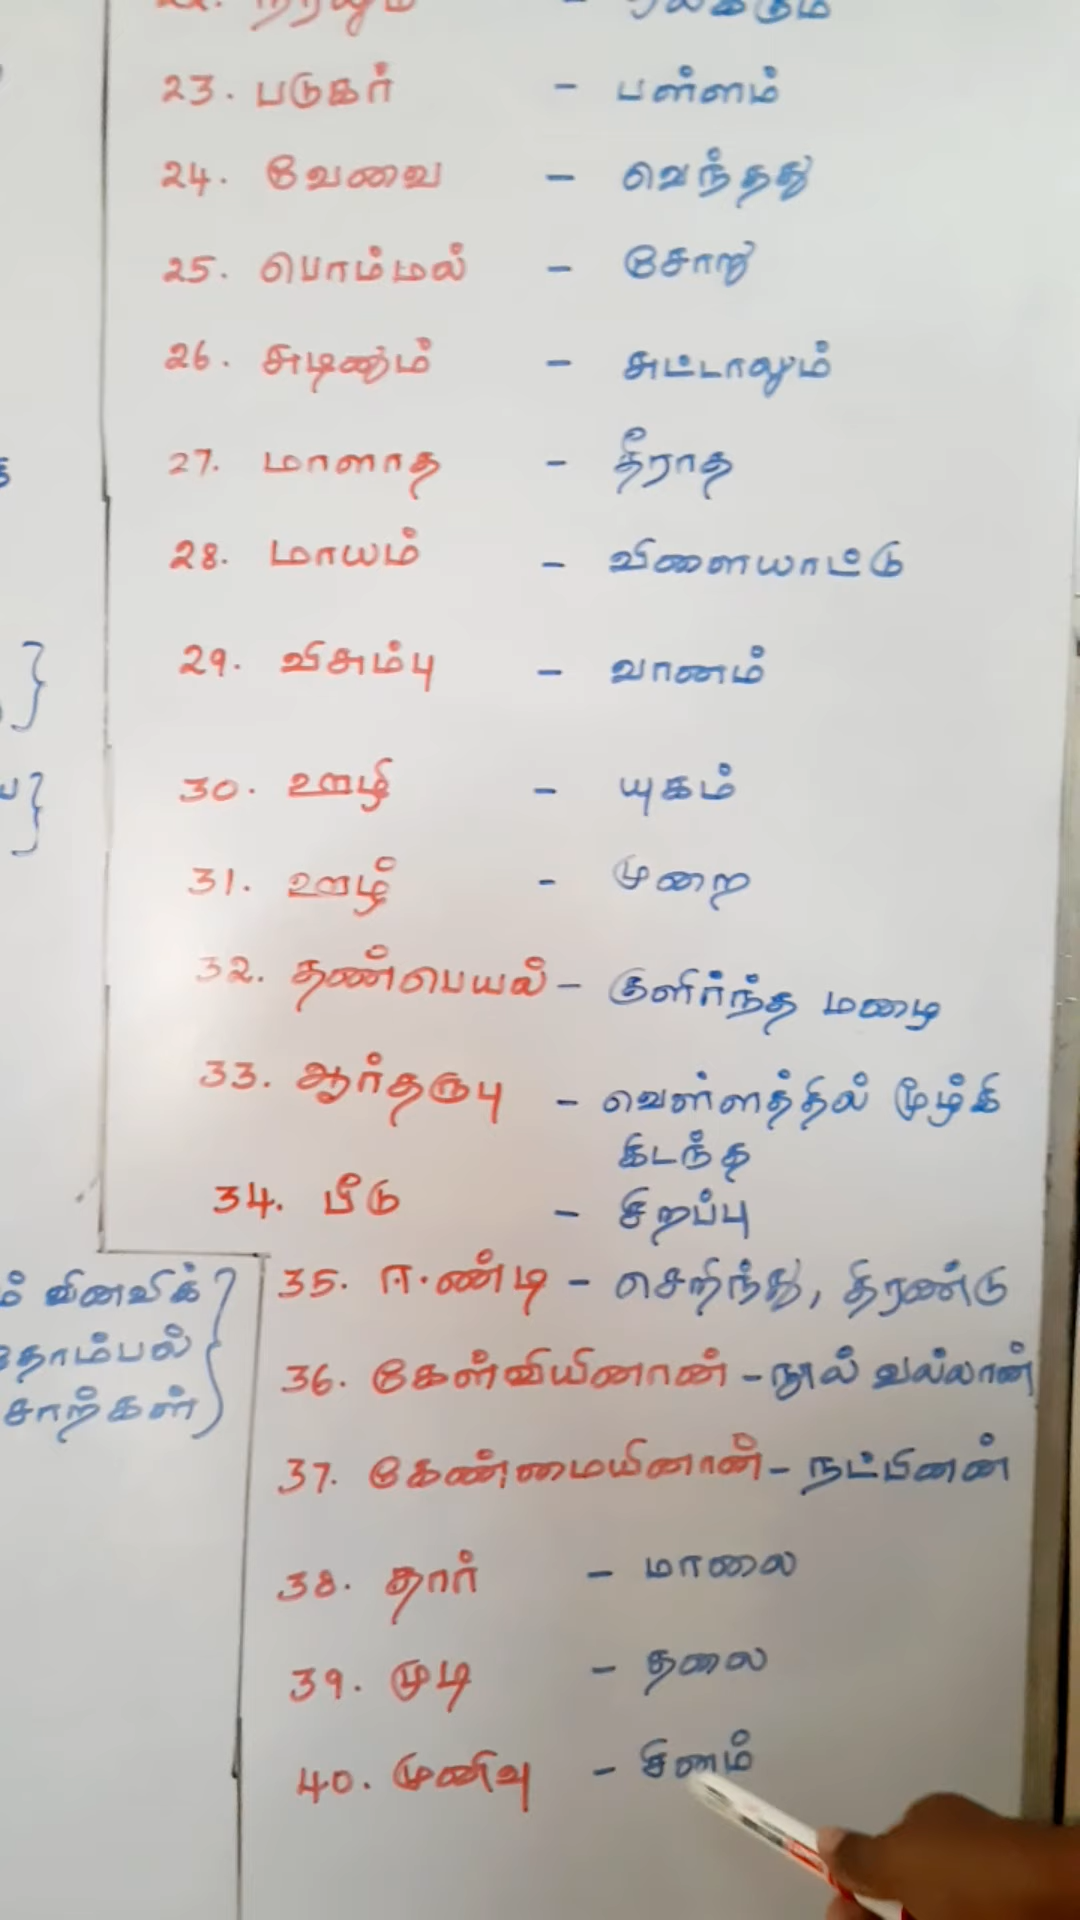 23. படுகர் - பள்ளம்
24. வேவை - வெந்தது
25. பொம்மல் - சோறு
26. சுடினும் - சுட்டாலும்
27. மாளாத - தீராத
28. மாயம் - விளையாட்டு
29. விசும்பு - வானம்
30. ஊழி - யுகம்
31. ஊழ் - முறை
32. தண்பெயல் - குளிர்ந்த மழை
33. ஆர்தருபு - வெள்ளத்தில் மூழ்கி
கிடந்த
34. பீடு - சிறப்பு
35. ஈண்டி - செறிந்து, திரண்டு
36. கேள்வியினான் - நூல் வல்லான்
37. கேண்மையினான் - நட்பினன்
38. தார் - மாலை
39. முடி - தலை
40. முனிவு - சினம்
வினவிக்